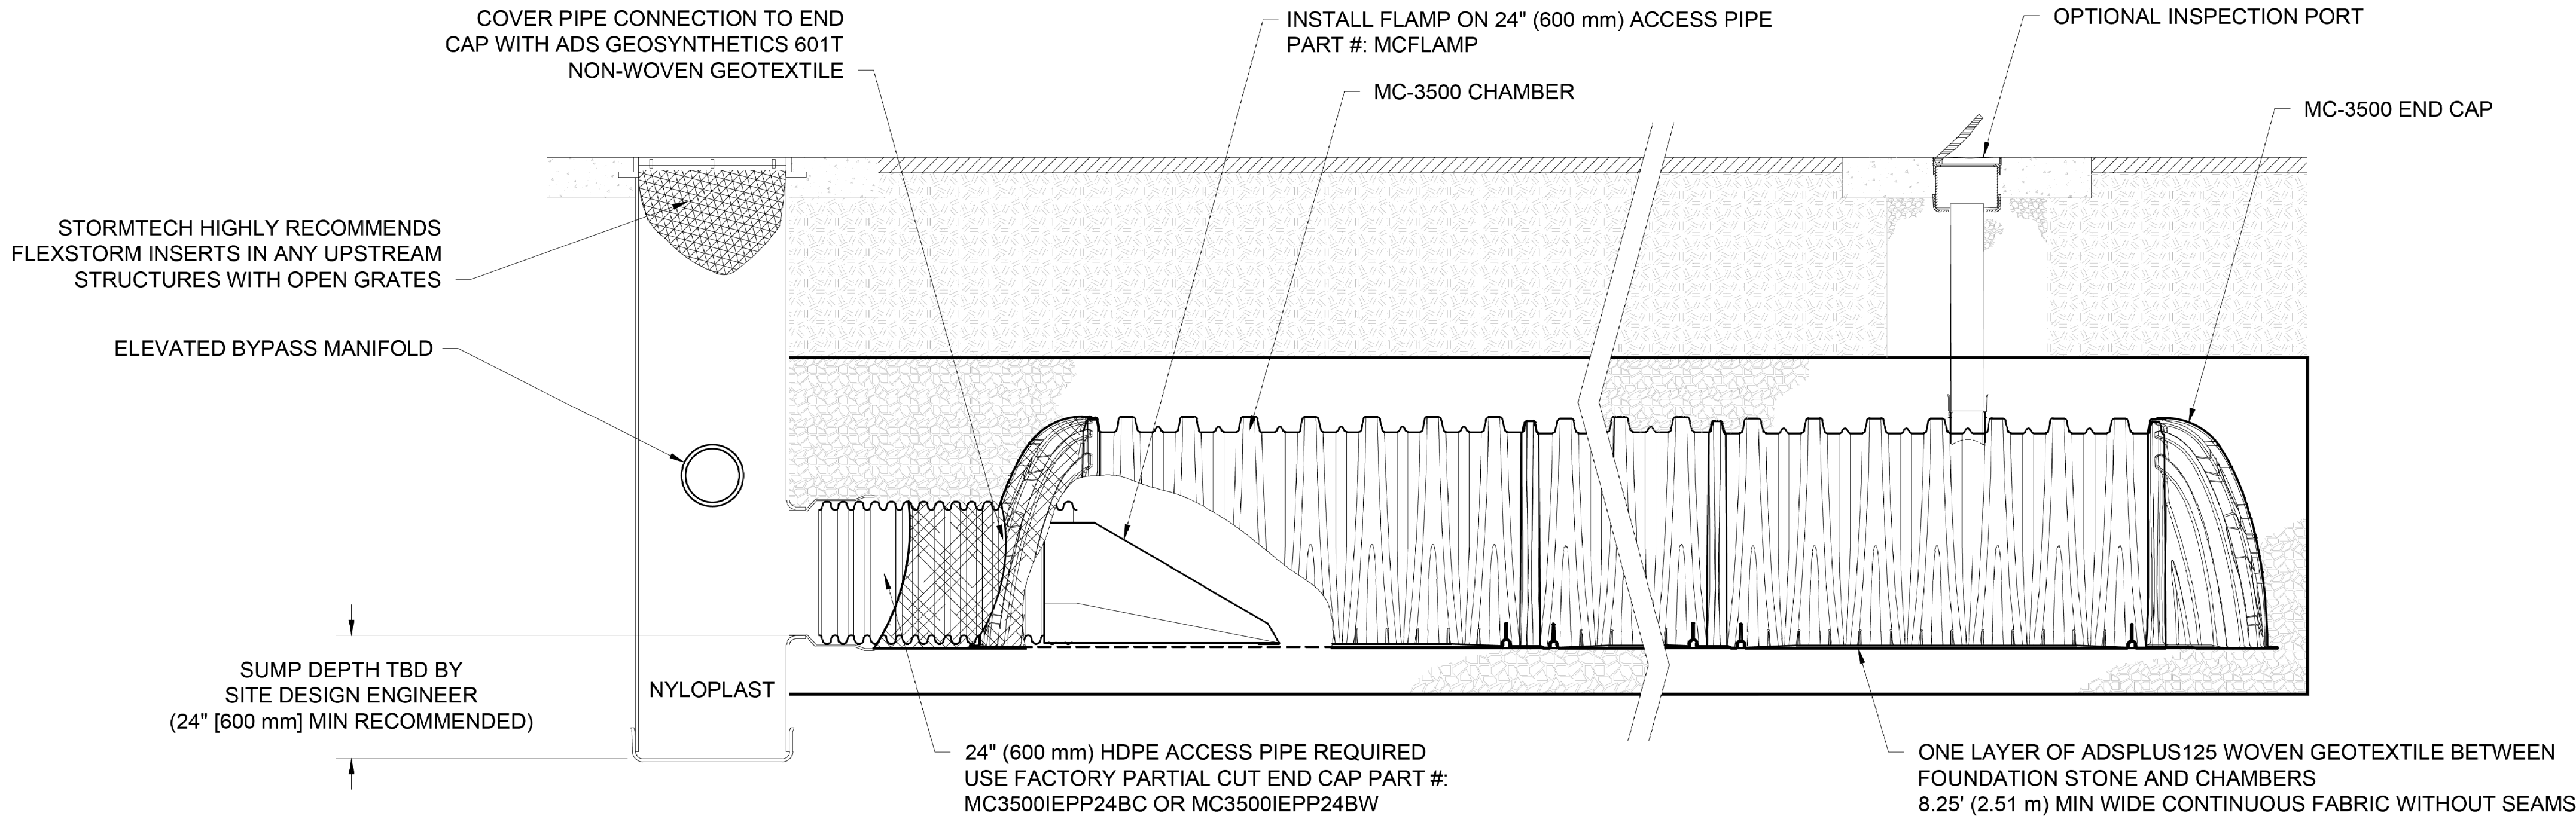 COVER PIPE CONNECTION TO END
CAP WITH ADS GEOSYNTHETICS 601T
NON-WOVEN GEOTEXTILE
INSTALL FLAMP ON 24" (600 mm) ACCESS PIPE
PART #: MCFLAMP
MC-3500 CHAMBER
OPTIONAL INSPECTION PORT
MC-3500 END CAP
STORMTECH HIGHLY RECOMMENDS
FLEXSTORM INSERTS IN ANY UPSTREAM
STRUCTURES WITH OPEN GRATES
ELEVATED BYPASS MANIFOLD
SUMP DEPTH TBD BY
SITE DESIGN ENGINEER
(24" [600 mm] MIN RECOMMENDED)
NYLOPLAST
24" (600 mm) HDPE ACCESS PIPE REQUIRED
USE FACTORY PARTIAL CUT END CAP PART #:
MC3500IEPP24BC OR MC3500IEPP24BW
ONE LAYER OF ADSPLUS125 WOVEN GEOTEXTILE BETWEEN
FOUNDATION STONE AND CHAMBERS
8.25' (2.51 m) MIN WIDE CONTINUOUS FABRIC WITHOUT SEAMS